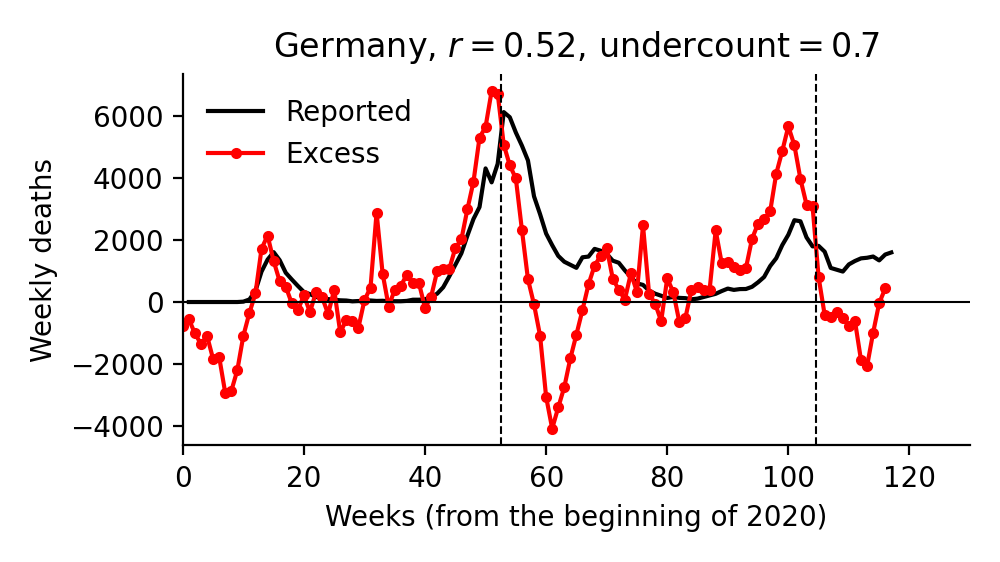 Germany, r = 0.52, undercount = 0.7
Reported
Excess
Weekly deaths
6000
4000
2000
0
−2000
−4000
0 20 40 60 80 100 120
Weeks (from the beginning of 2020)